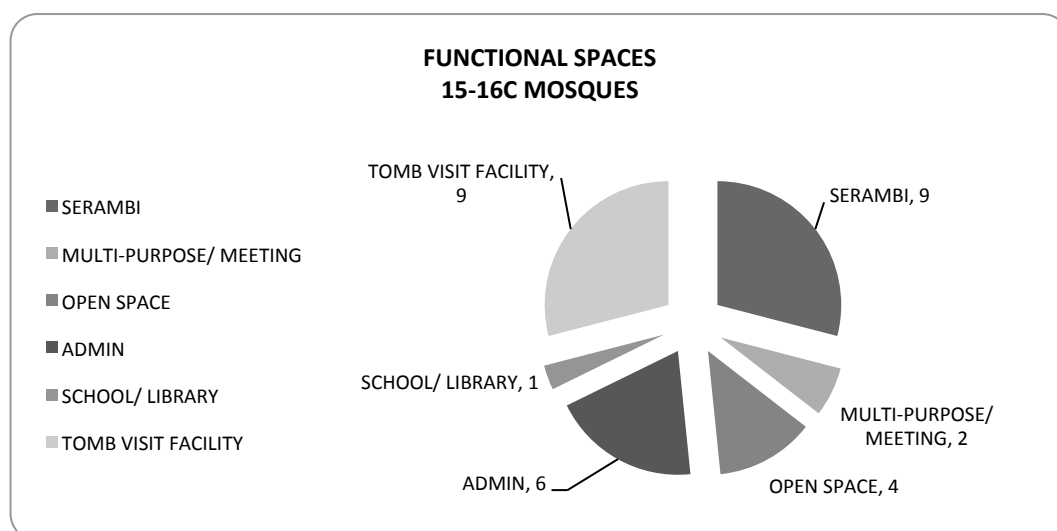 FUNCTIONAL SPACES
15-16C MOSQUES
SERAMBI
MULTI-PURPOSE/ MEETING
OPEN SPACE
ADMIN
SCHOOL/ LIBRARY
TOMB VISIT FACILITY
TOMB VISIT FACILITY,
9
SERAMBI, 9
SCHOOL/ LIBRARY, 1
MULTI-PURPOSE/
MEETING, 2
ADMIN, 6
OPEN SPACE, 4